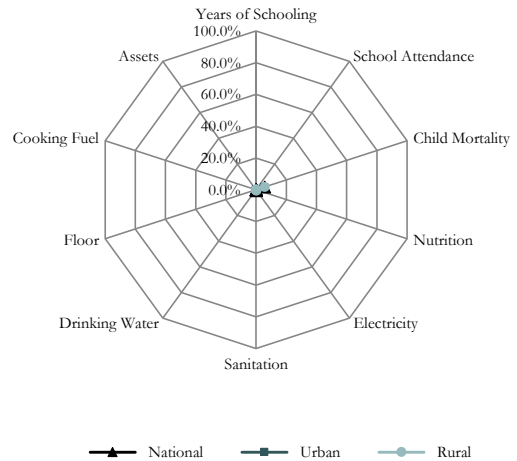 Years of Schooling
100.0%
Assets
School Attendance
80.0%
60.0%
Cooking Fuel
Child Mortality
40.0%
20.0%
0.0%
Floor
Nutrition
Drinking Water
Electricity
Sanitation
National Urban Rural